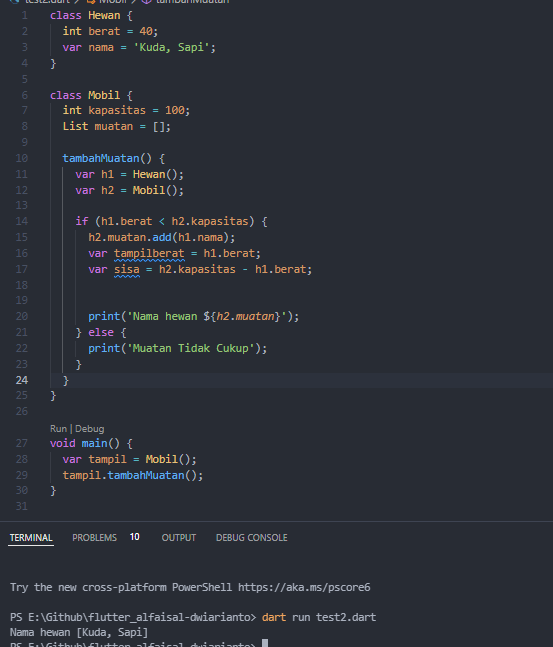 test2.dart > Mobil > tambahMuatan
1 class Hewan {
2   int berat = 40;
3   var nama = 'Kuda, Sapi';
4 }
5
6 class Mobil {
7   int kapasitas = 100;
8   List muatan = [];
9
10   tambahMuatan() {
11     var h1 = Hewan();
12     var h2 = Mobil();
13
14     if (h1.berat < h2.kapasitas) {
15       h2.muatan.add(h1.nama);
16       var tampilberat = h1.berat;
17       var sisa = h2.kapasitas - h1.berat;
18
19
20       print('Nama hewan ${h2.muatan}');
21     } else {
22       print('Muatan Tidak Cukup');
23     }
24   }
25 }
26
Run | Debug
27 void main() {
28   var tampil = Mobil();
29   tampil.tambahMuatan();
30 }
31
TERMINAL PROBLEMS 10 OUTPUT DEBUG CONSOLE
Try the new cross-platform PowerShell https://aka.ms/pscore6
PS E:\Github\flutter_alfaisal-dwiarianto> dart run test2.dart
Nama hewan [Kuda, Sapi]
PS E:\Github\flutter_alfaisal-dwiarianto>